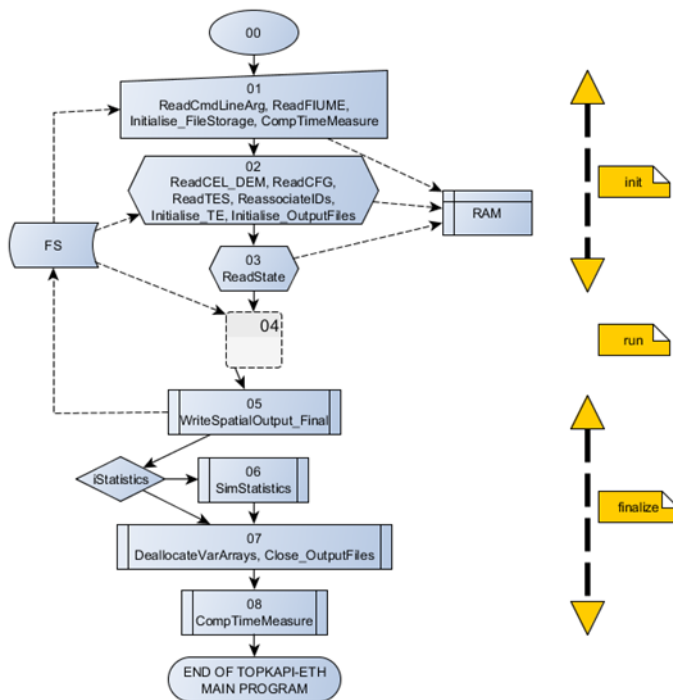 00
01
ReadCmdLineArg, ReadFIUME,
Initialise_FileStorage, CompTimeMeasure
02
ReadCEL_DEM, ReadCFG,
ReadTES, ReassociateIDs,
Initialise_TE, Initialise_OutputFiles
init
RAM
FS
03
ReadState
04
run
05
WriteSpatialOutput_Final
iStatistics
06
SimStatistics
finalize
07
DeallocateVarArrays, Close_OutputFiles
08
CompTimeMeasure
END OF TOPKAPI-ETH
MAIN PROGRAM